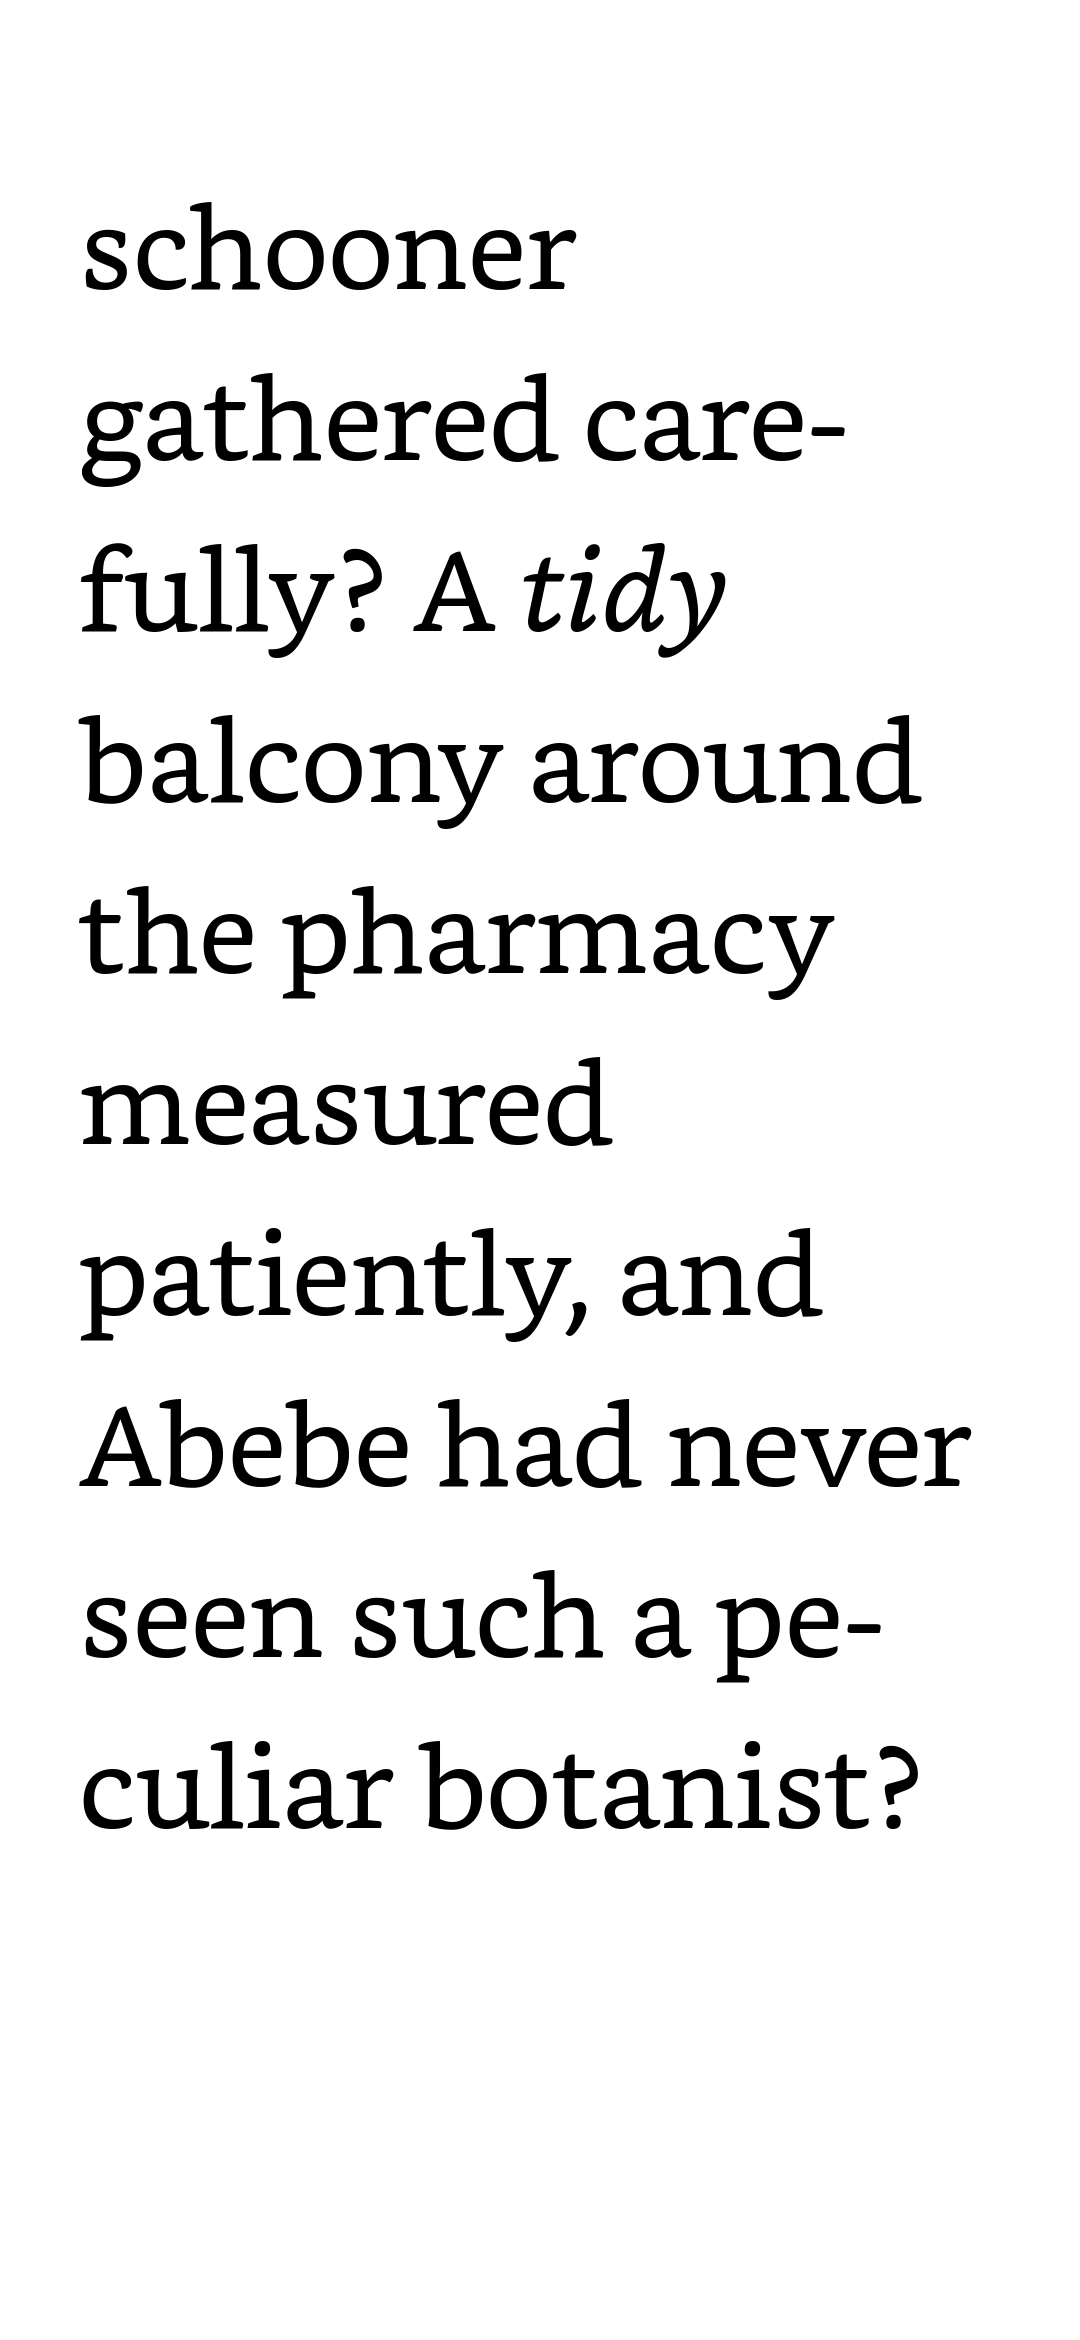 schooner
gathered care-
fully? A tidy
balcony around
the pharmacy
measured
patiently, and
Abebe had never
seen such a pe-
culiar botanist?